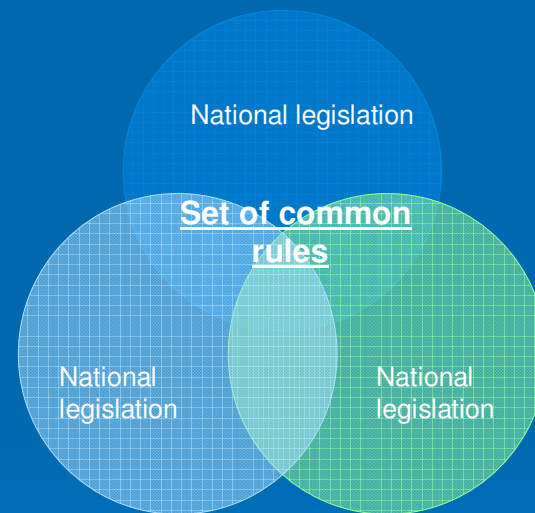 National legislation
Set of common
rules
National
legislation
National
legislation